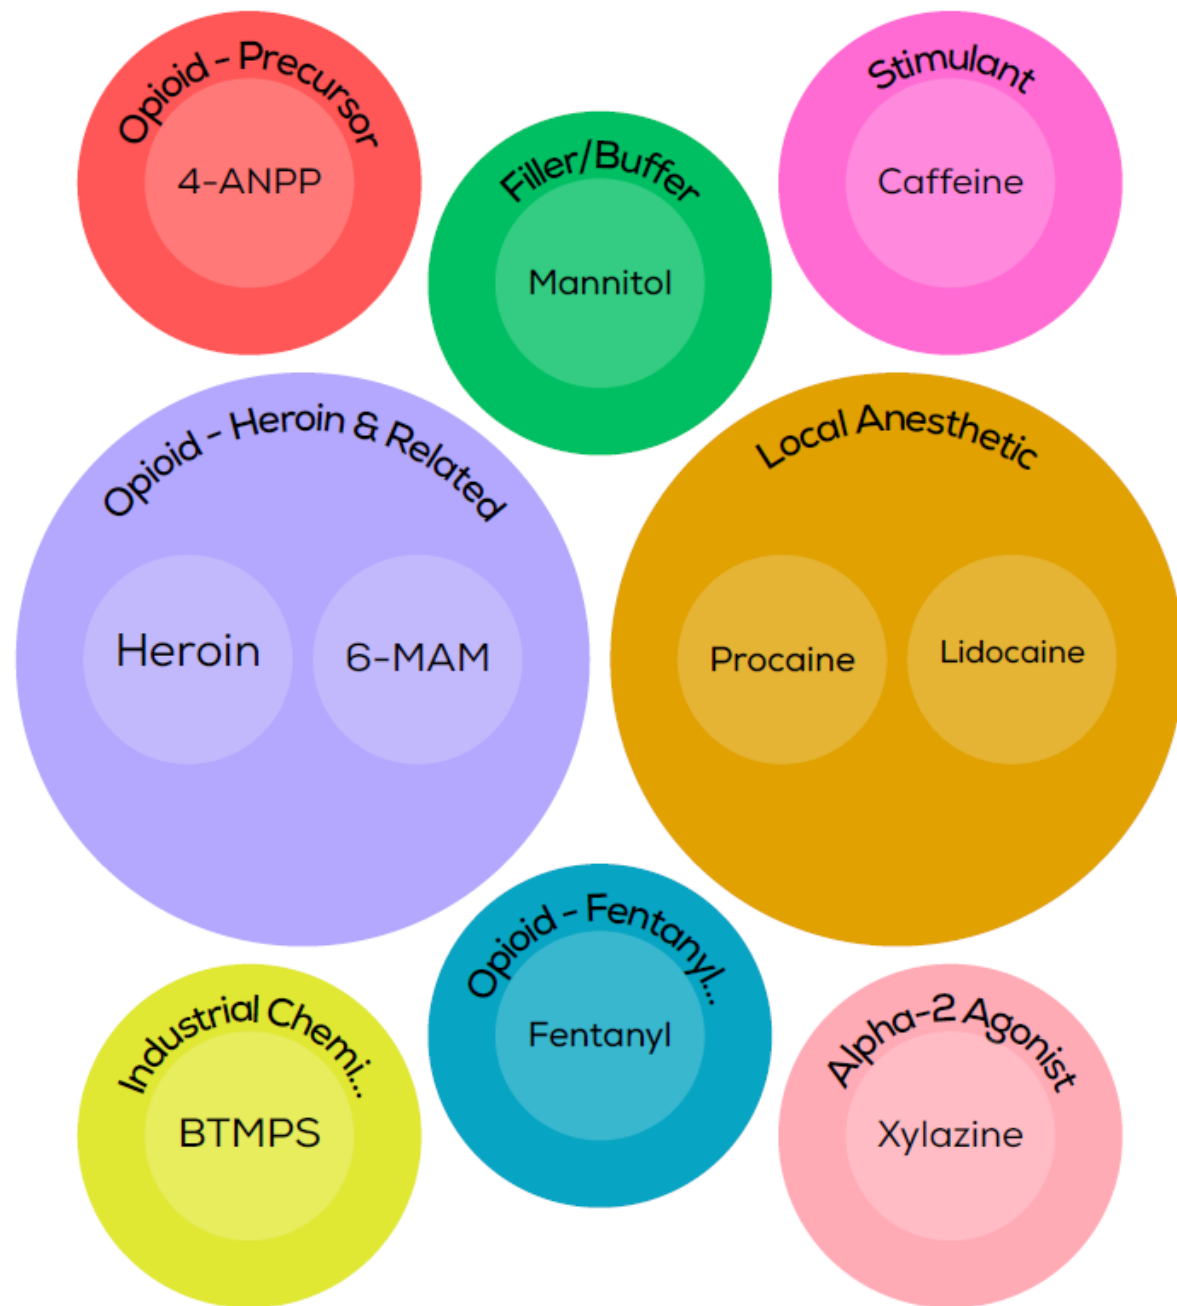 Opioid - Precursor
4-ANPP
Filler/Buffer
Mannitol
Stimulant
Caffeine
Opioid - Heroin & Related
Heroin
6-MAM
Local Anesthetic
Procaine
Lidocaine
Industrial Chemi...
BTMPS
Opioid - Fentanyl...
Fentanyl
Alpha-2 Agonist
Xylazine